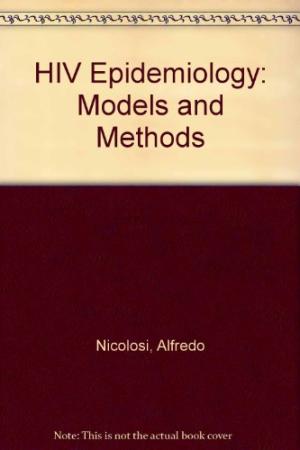 HIV Epidemiology:
Models and
Methods
Nicolosi, Alfredo
Note: This is not the actual book cover